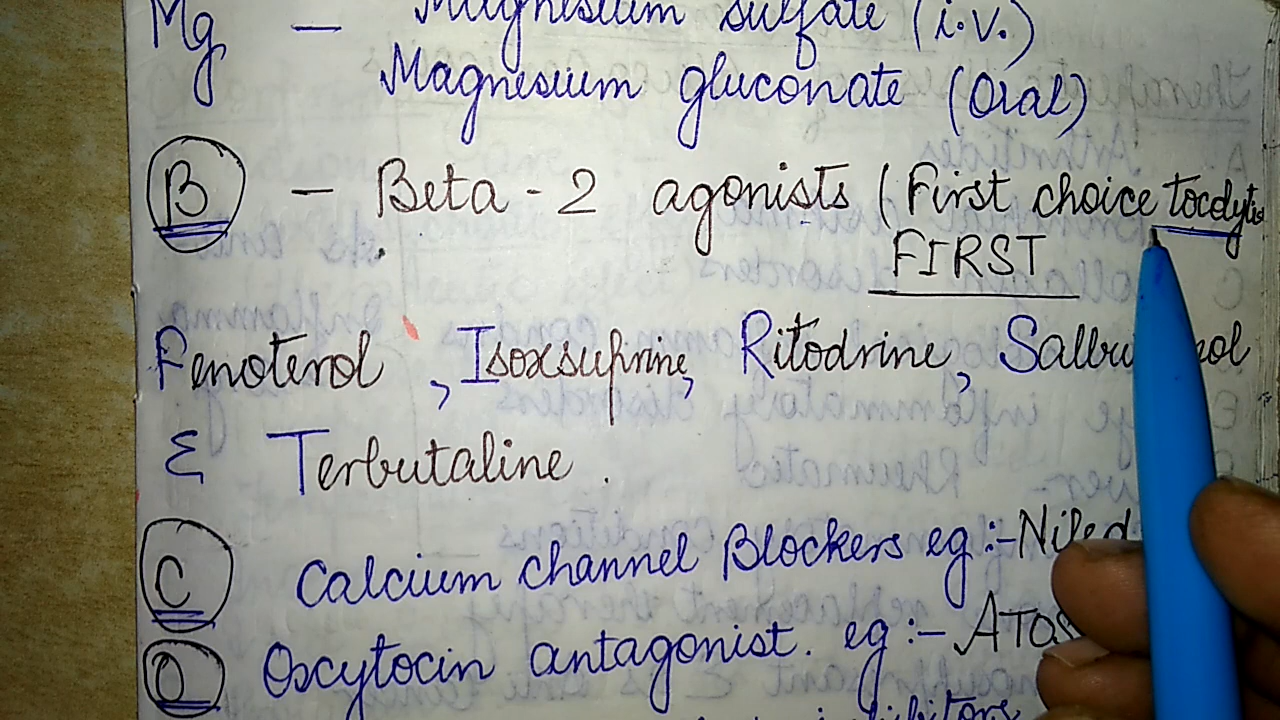 Mg – Magnesium sulfate (i.v.)
Magnesium gluconate (Oral)
B – Beta-2 agonists (First choice tocolytic
FIRST
Fenoterol, Isoxsuprine, Ritodrine,
& Terbutaline.
C Calcium channel Blockers eg:-
O Oxytocin antagonist. eg:-